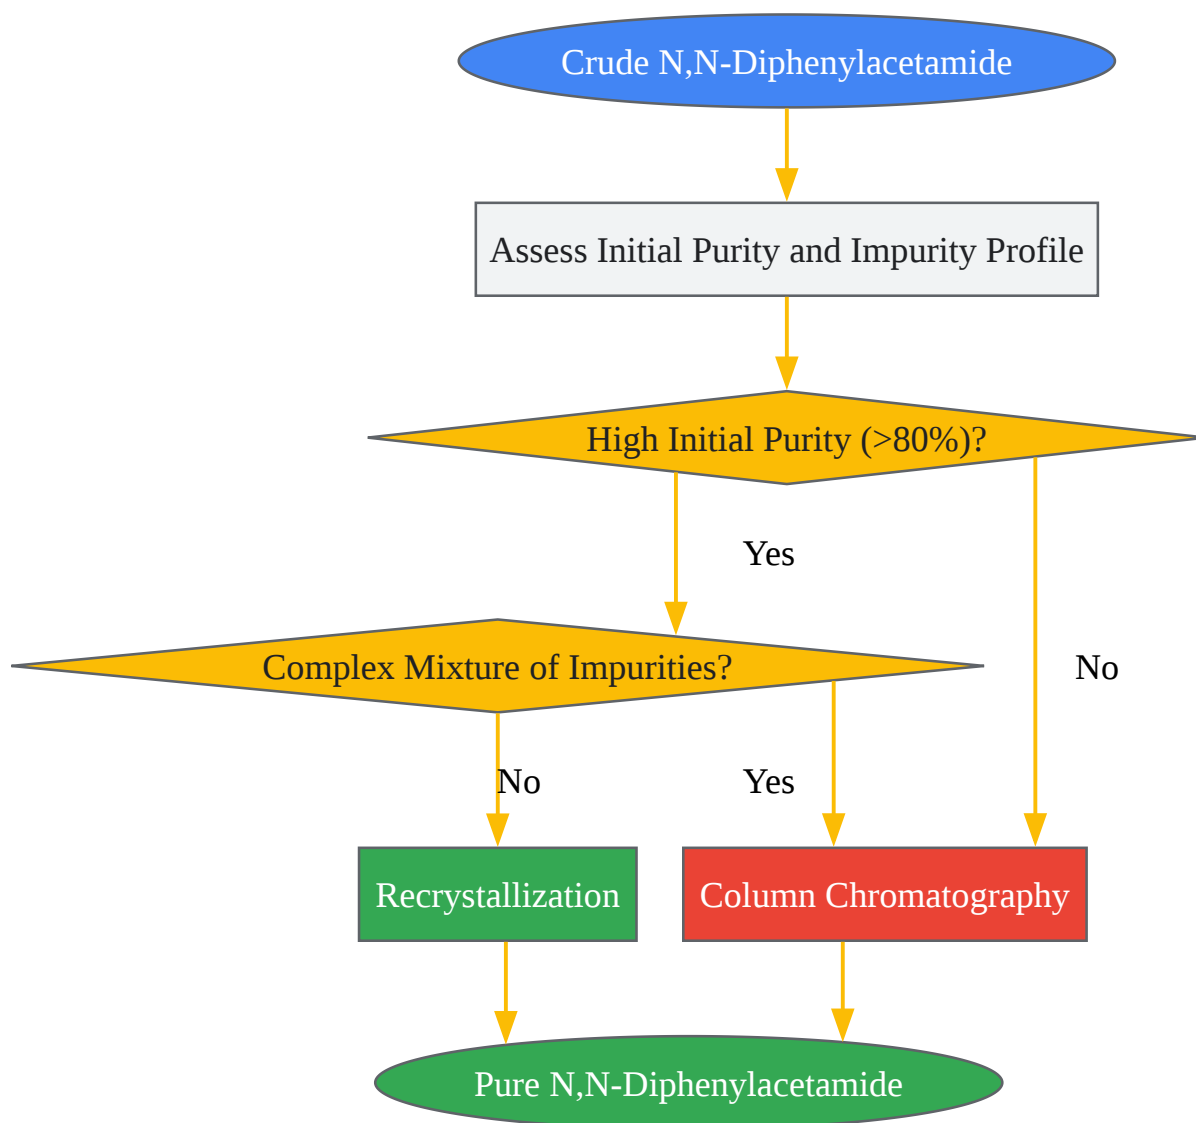 Crude N,N-Diphenylacetamide
Assess Initial Purity and Impurity Profile
High Initial Purity (>80%)?
Yes
Complex Mixture of Impurities?
No
No
Yes
Recrystallization
Column Chromatography
Pure N,N-Diphenylacetamide